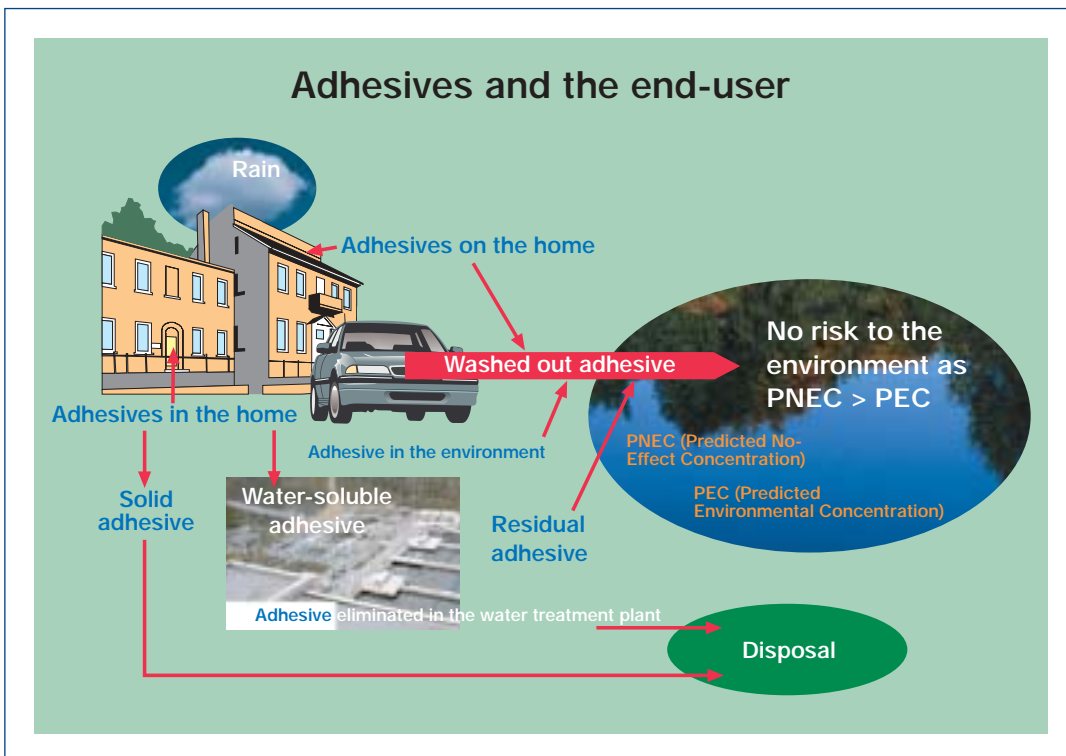 Adhesives and the end-user
Rain
Adhesives on the home
Washed out adhesive
No risk to the
environment as
PNEC > PEC
Adhesives in the home
Adhesive in the environment
PNEC (Predicted No-
Effect Concentration)
PEC (Predicted
Environmental Concentration)
Solid
adhesive
Water-soluble
adhesive
Residual
adhesive
Adhesive eliminated in the water treatment plant
Disposal